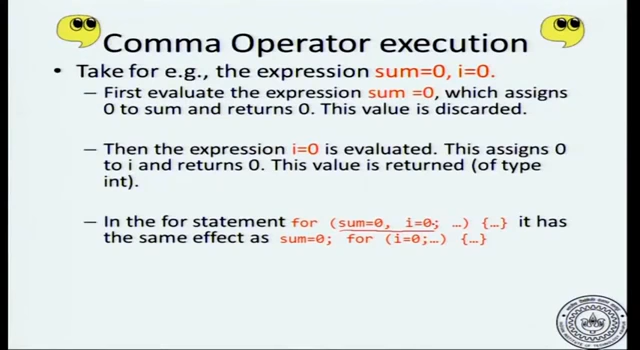 Comma Operator execution
• Take for e.g., the expression sum=0, i=0.
– First evaluate the expression sum =0, which assigns
0 to sum and returns 0. This value is discarded.
– Then the expression i=0 is evaluated. This assigns 0
to i and returns 0. This value is returned (of type
int).
– In the for statement for (sum=0, i=0; …) {…} it has
the same effect as sum=0; for (i=0;…) {…}